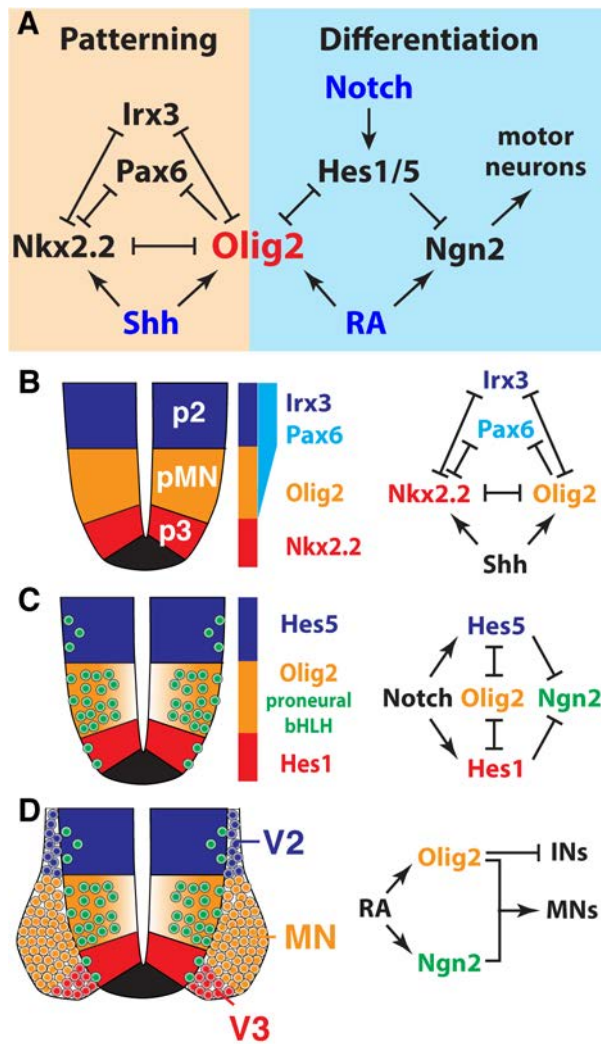 A
Patterning
Differentiation
Notch
Irx3
Pax6
Hes1/5
motor
neurons
Nkx2.2
Olig2
Ngn2
Shh
RA
B
p2
pMN
p3
Irx3
Pax6
Olig2
Nkx2.2
Irx3
Pax6
Nkx2.2
Olig2
Shh
C
Hes5
Olig2
proneural
bHLH
Hes1
Hes5
Notch
Olig2
Ngn2
Hes1
D
V2
MN
V3
Olig2
INs
RA
MNs
Ngn2